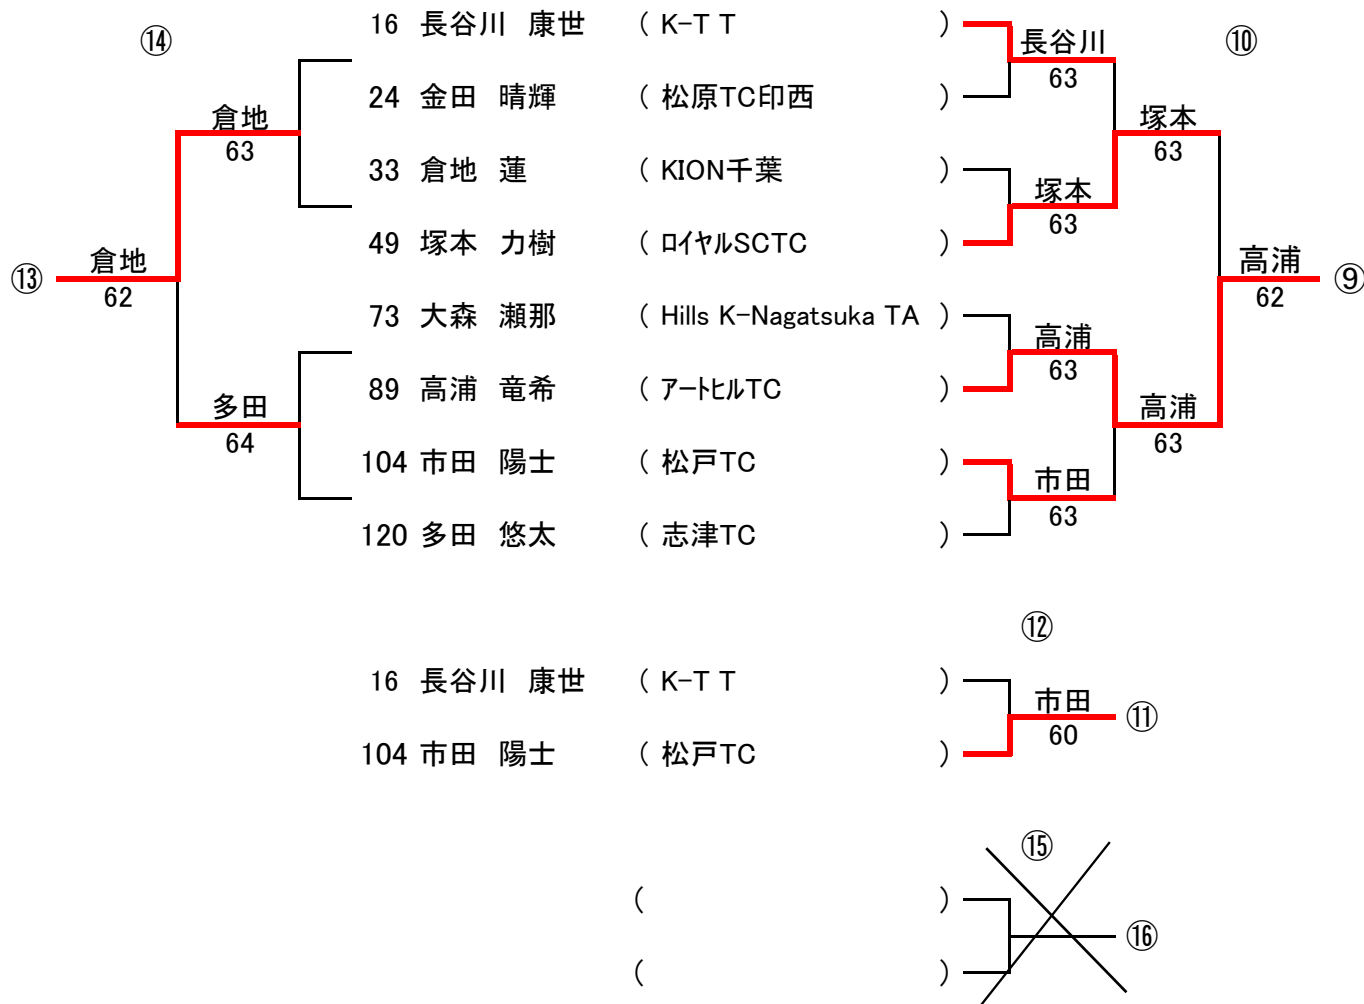 16 長谷川 康世 ( K-T T )
⑭ 長谷川 ⑩
63
24 金田 晴輝 ( 松原TC印西 )
倉地 塚本
63 63
33 倉地 蓮 ( KION千葉 )
塚本
63
49 塚本 力樹 ( ロイヤルSCTC )
⑬ 倉地 高浦 ⑨
62 62
73 大森 瀬那 ( Hills K-Nagatsuka TA )
高浦
63
89 高浦 竜希 ( アートヒルTC )
多田 高浦
64 63
104 市田 陽士 ( 松戸TC )
市田
63
120 多田 悠太 ( 志津TC )
⑫
16 長谷川 康世 ( K-T T )
市田 ⑪
60
104 市田 陽士 ( 松戸TC )
⑮
( )
⑯
( )